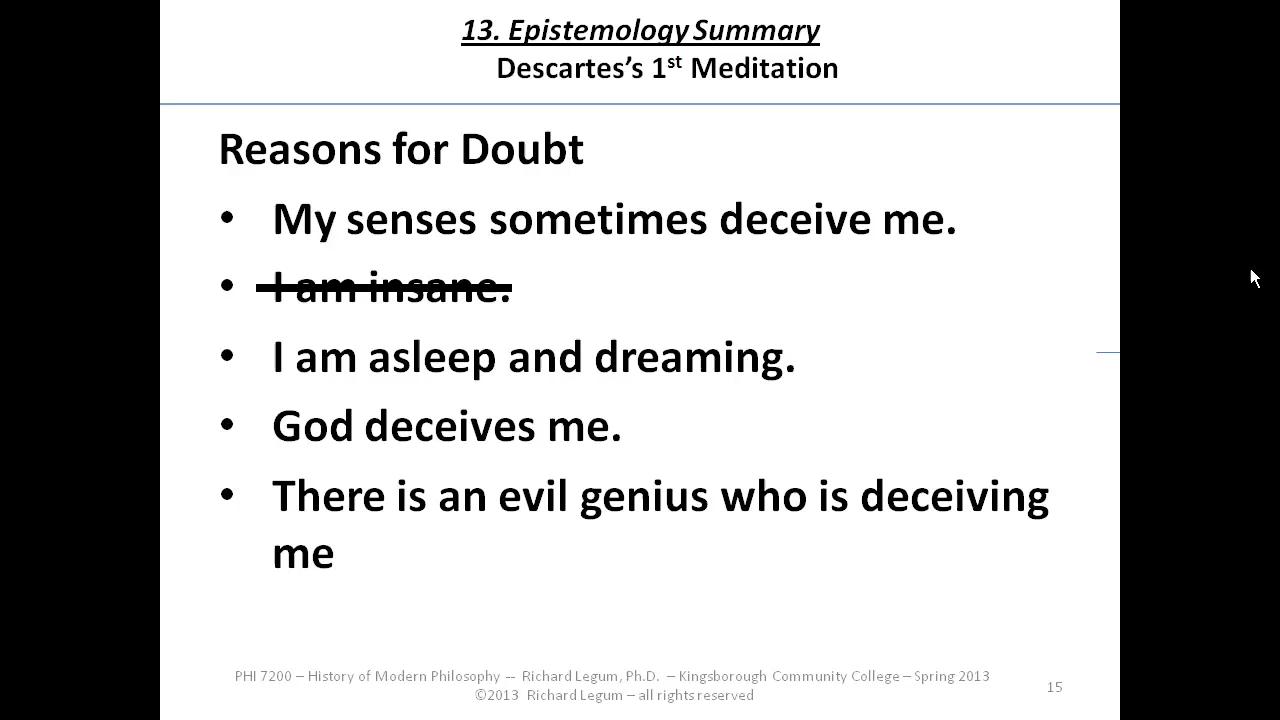 13. Epistemology Summary
Descartes’s 1st Meditation
Reasons for Doubt
• My senses sometimes deceive me.
• I am insane.
• I am asleep and dreaming.
• God deceives me.
• There is an evil genius who is deceiving
me
PHI 7200 – History of Modern Philosophy -- Richard Legum, Ph.D. – Kingsborough Community College – Spring 2013
©2013 Richard Legum – all rights reserved
15